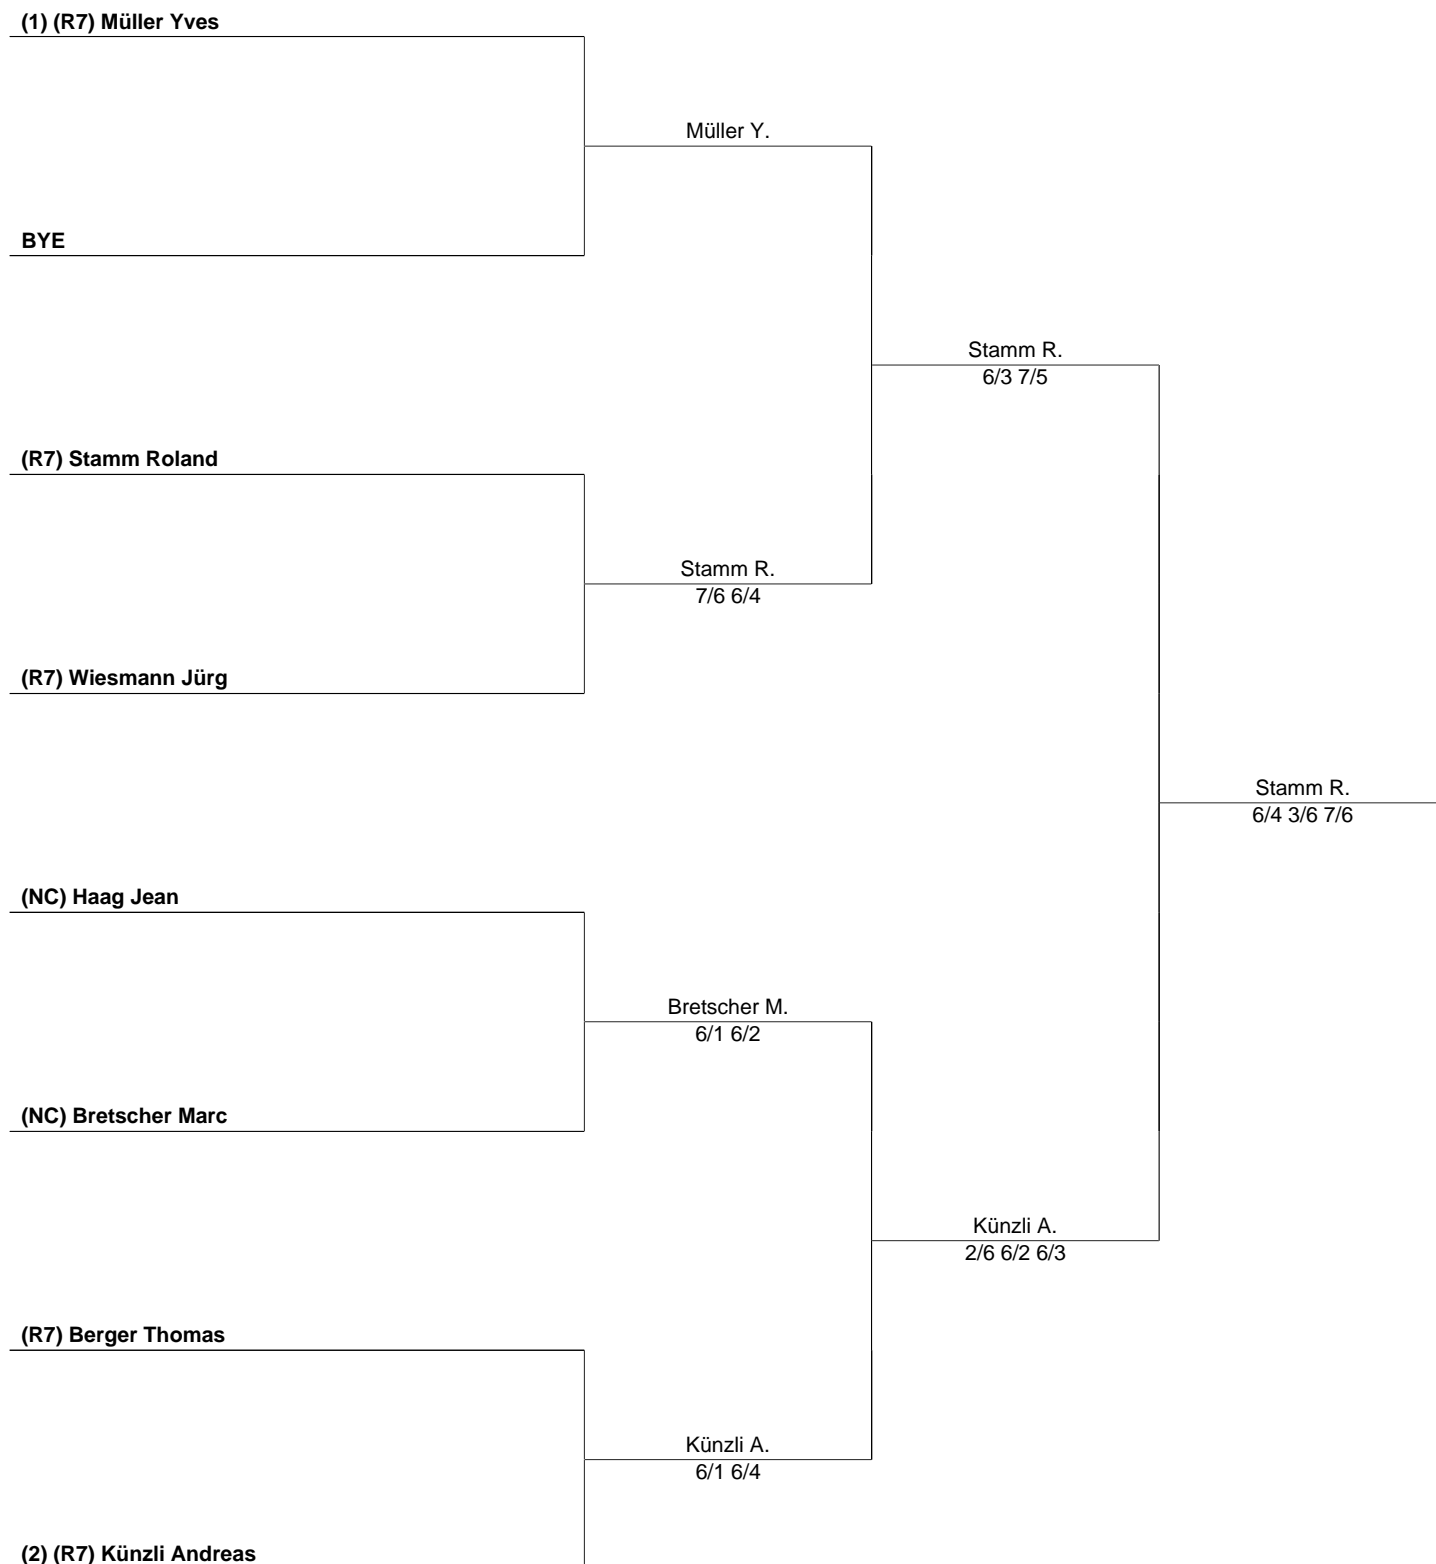 (1) (R7) Müller Yves
Müller Y.
BYE
Stamm R.
6/3 7/5
(R7) Stamm Roland
Stamm R.
7/6 6/4
(R7) Wiesmann Jürg
Stamm R.
6/4 3/6 7/6
(NC) Haag Jean
Bretscher M.
6/1 6/2
(NC) Bretscher Marc
Künzli A.
2/6 6/2 6/3
(R7) Berger Thomas
Künzli A.
6/1 6/4
(2) (R7) Künzli Andreas